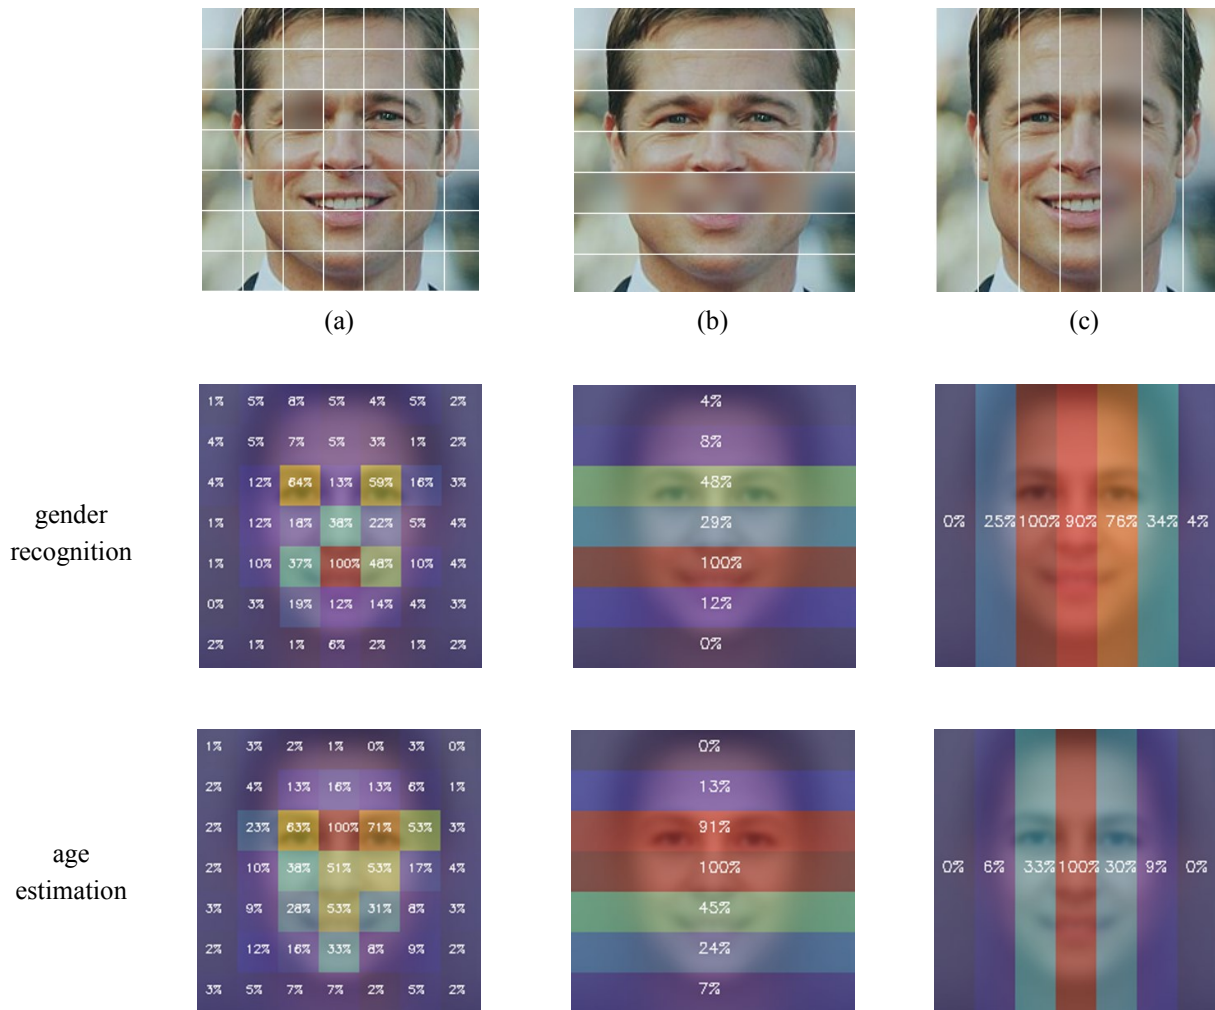 (a) (b) (c)
1% 5% 8% 5% 4% 5% 2% 4%
4% 5% 7% 5% 3% 1% 2% 8%
4% 12% 64% 13% 59% 16% 3% 48%
gender
recognition
1% 12% 18% 38% 22% 5% 4% 29% 0% 25% 100% 90% 76% 34% 4%
1% 10% 37% 100% 48% 10% 4% 100%
0% 3% 19% 12% 14% 4% 3% 12%
2% 1% 1% 6% 2% 1% 2% 0%
1% 3% 2% 1% 0% 3% 0% 0%
2% 4% 13% 16% 13% 6% 1% 13%
2% 23% 63% 100% 71% 53% 3% 91%
age
estimation
2% 10% 38% 51% 53% 17% 4% 100% 0% 6% 33% 100% 30% 9% 0%
3% 9% 28% 53% 31% 8% 3% 45%
2% 12% 16% 33% 8% 9% 2% 24%
3% 5% 7% 7% 2% 5% 2% 7%